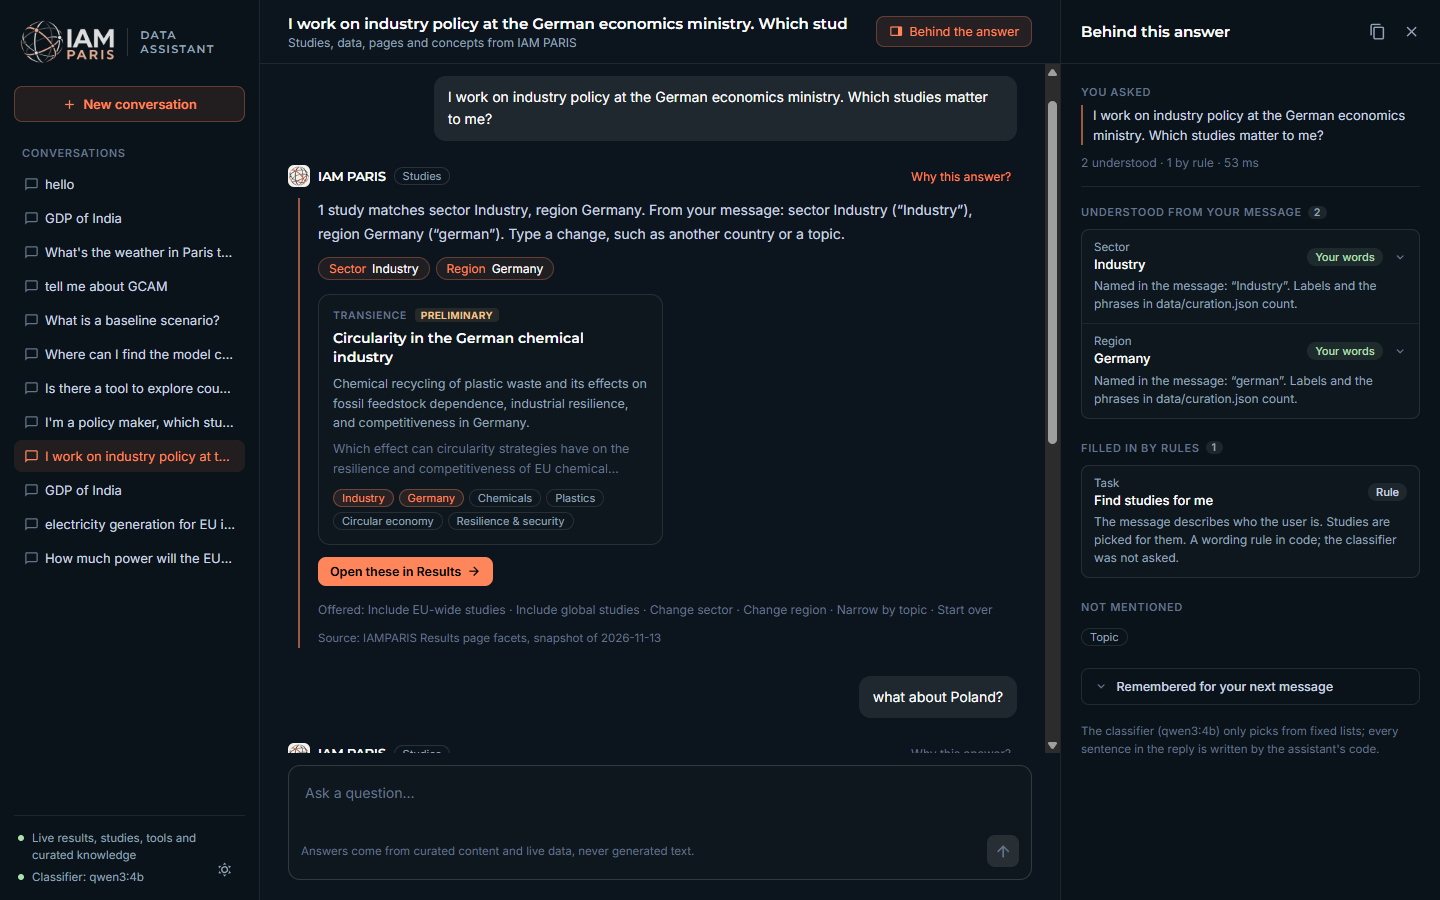 IAM
PARIS
DATA
ASSISTANT
New conversation
CONVERSATIONS
hello
GDP of India
What's the weather in Paris t...
tell me about GCAM
What is a baseline scenario?
Where can I find the model c...
Is there a tool to explore cou...
I'm a policy maker, which stu...
I work on industry policy at t...
GDP of India
electricity generation for EU i...
How much power will the EU...
Live results, studies, tools and
curated knowledge
Classifier: qwen3:4b
I work on industry policy at the German economics ministry. Which stud
Studies, data, pages and concepts from IAM PARIS
Behind the answer
I work on industry policy at the German economics ministry. Which studies matter
to me?
IAM PARIS Studies Why this answer?
1 study matches sector Industry, region Germany. From your message: sector Industry (“Industry”),
region Germany (“german”). Type a change, such as another country or a topic.
Sector Industry Region Germany
TRANSIENCE PRELIMINARY
Circularity in the German chemical
industry
Chemical recycling of plastic waste and its effects on
fossil feedstock dependence, industrial resilience,
and competitiveness in Germany.
Which effect can circularity strategies have on the
resilience and competitiveness of EU chemical...
Industry Germany Chemicals Plastics
Circular economy Resilience & security
Open these in Results →
Offered: Include EU-wide studies · Include global studies · Change sector · Change region · Narrow by topic · Start over
Source: IAMPARIS Results page facets, snapshot of 2026-11-13
what about Poland?
IAM PARIS Studies Why this answer?
Ask a question...
Answers come from curated content and live data, never generated text.
Behind this answer
YOU ASKED
I work on industry policy at the German economics
ministry. Which studies matter to me?
2 understood · 1 by rule · 53 ms
UNDERSTOOD FROM YOUR MESSAGE 2
Sector
Industry
Your words
Named in the message: “Industry”. Labels and the
phrases in data/curation.json count.
Region
Germany
Your words
Named in the message: “german”. Labels and the
phrases in data/curation.json count.
FILLED IN BY RULES 1
Task
Find studies for me
Rule
The message describes who the user is. Studies are
picked for them. A wording rule in code; the classifier
was not asked.
NOT MENTIONED
Topic
Remembered for your next message
The classifier (qwen3:4b) only picks from fixed lists; every
sentence in the reply is written by the assistant's code.